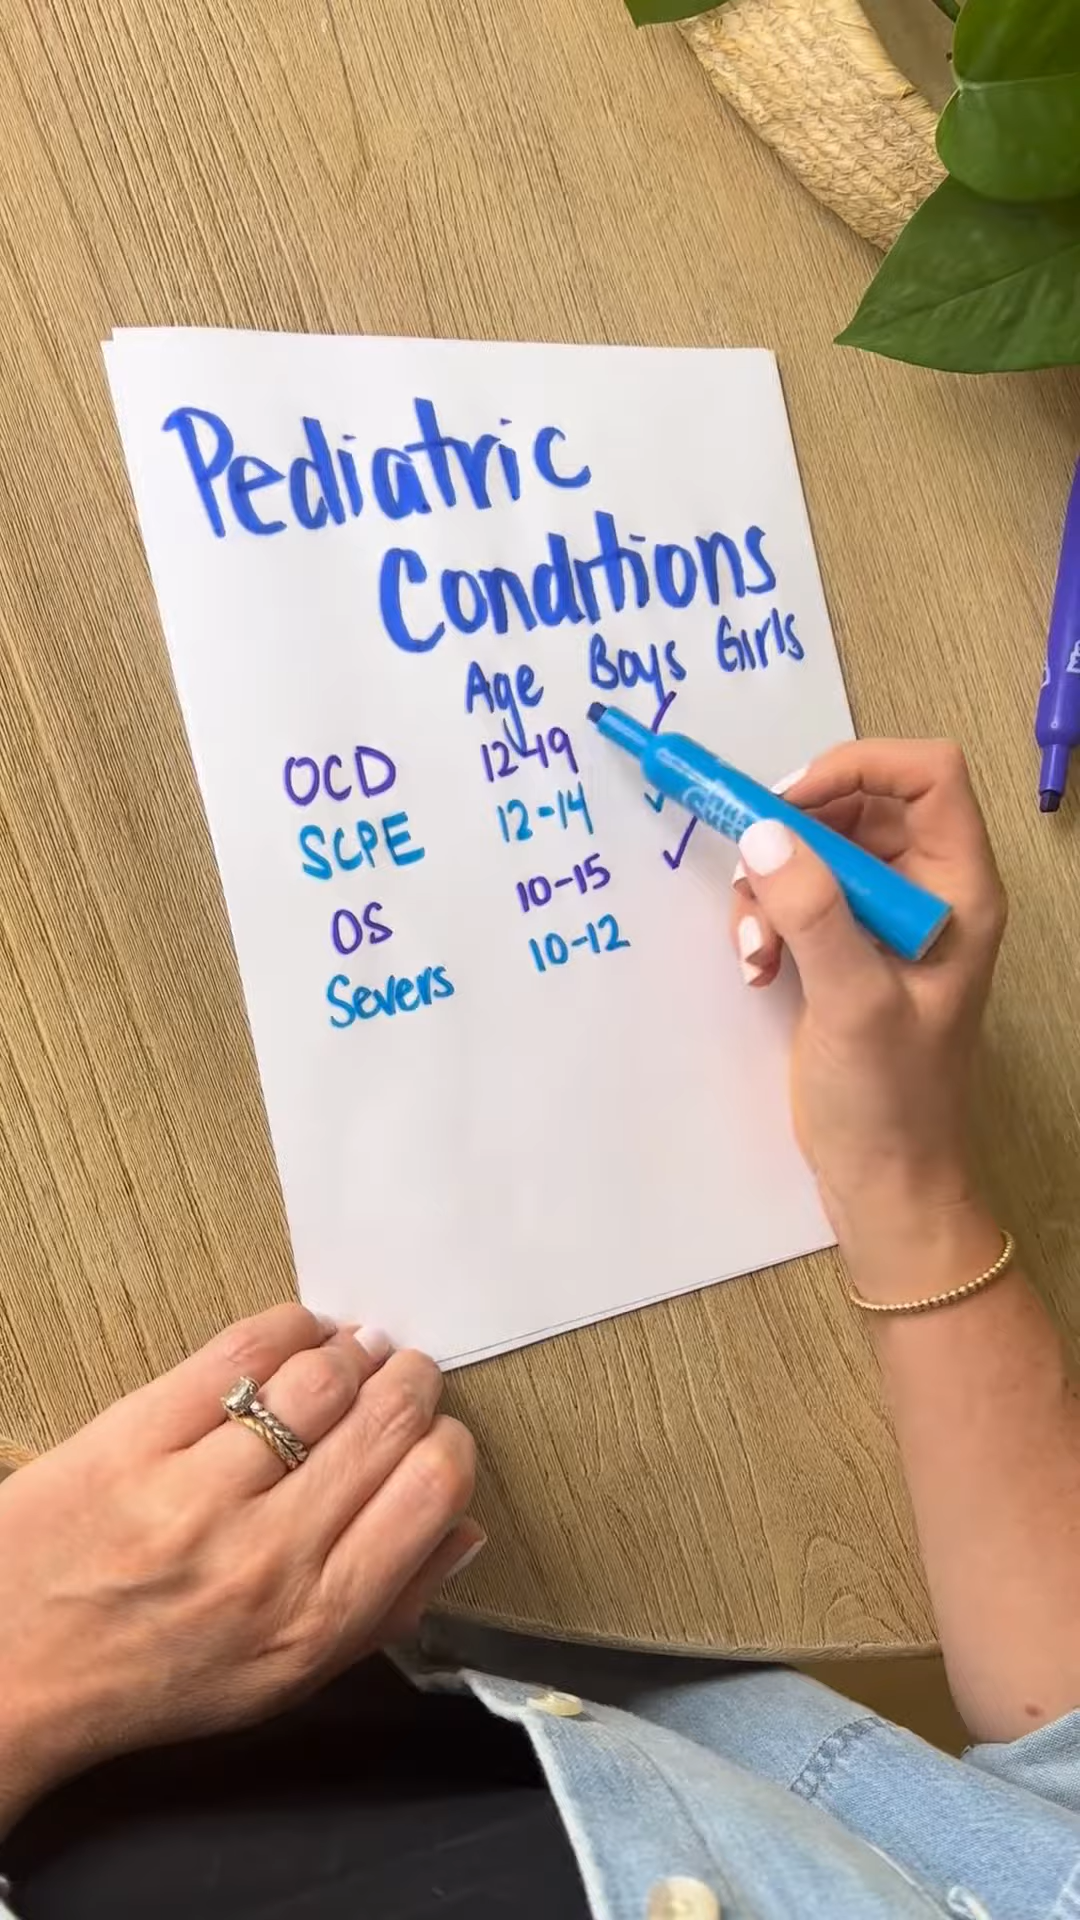 Pediatric
Conditions
Age Boys Girls
OCD 12-19 ✓
SCPE 12-14 ✓
OS 10-15 ✓
Severs 10-12